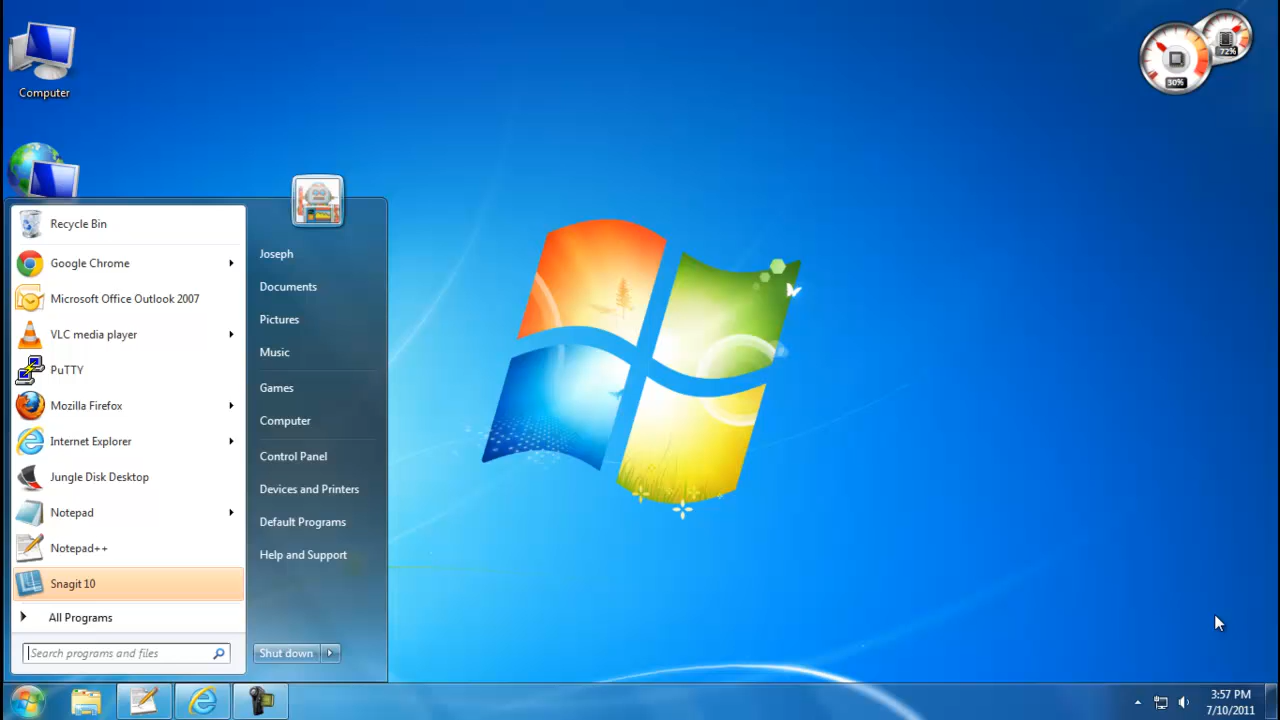 Computer
30%
72%
Recycle Bin
Google Chrome
Microsoft Office Outlook 2007
VLC media player
PuTTY
Mozilla Firefox
Internet Explorer
Jungle Disk Desktop
Notepad
Notepad++
Snagit 10
All Programs
Search programs and files
Joseph
Documents
Pictures
Music
Games
Computer
Control Panel
Devices and Printers
Default Programs
Help and Support
Shut down
3:57 PM
7/10/2011